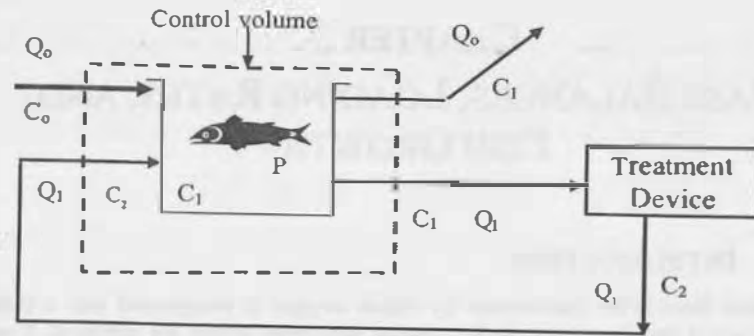 Control volume
Qₒ
Cₒ
Qₒ
C₁
P
Q₁
C₂
C₁
C₁
Q₁
Treatment
Device
Q₁
C₂